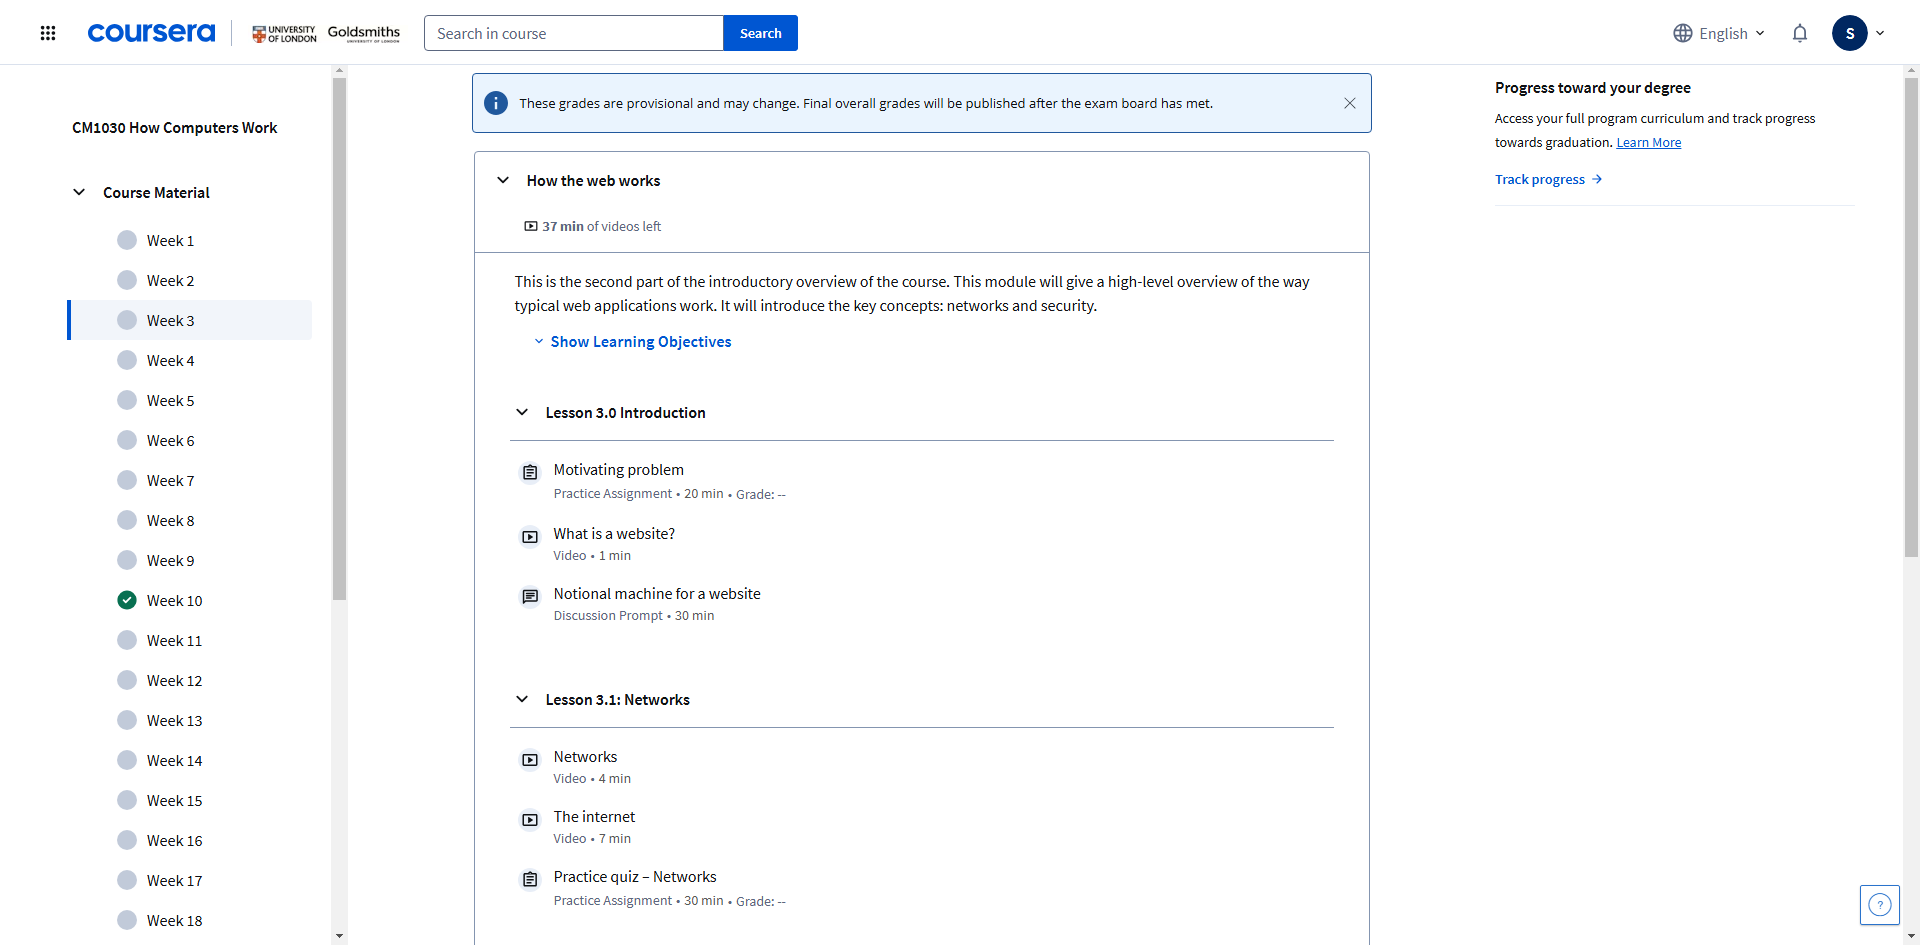 coursera
UNIVERSITY
OF LONDON
Goldsmiths
UNIVERSITY OF LONDON
Search in course
Search
English
S
CM1030 How Computers Work
Course Material
Week 1
Week 2
Week 3
Week 4
Week 5
Week 6
Week 7
Week 8
Week 9
Week 10
Week 11
Week 12
Week 13
Week 14
Week 15
Week 16
Week 17
Week 18
These grades are provisional and may change. Final overall grades will be published after the exam board has met.
How the web works
37 min of videos left
This is the second part of the introductory overview of the course. This module will give a high-level overview of the way
typical web applications work. It will introduce the key concepts: networks and security.
Show Learning Objectives
Lesson 3.0 Introduction
Motivating problem
Practice Assignment • 20 min • Grade: --
What is a website?
Video • 1 min
Notional machine for a website
Discussion Prompt • 30 min
Lesson 3.1: Networks
Networks
Video • 4 min
The internet
Video • 7 min
Practice quiz – Networks
Practice Assignment • 30 min • Grade: --
Progress toward your degree
Access your full program curriculum and track progress
towards graduation. Learn More
Track progress →
?